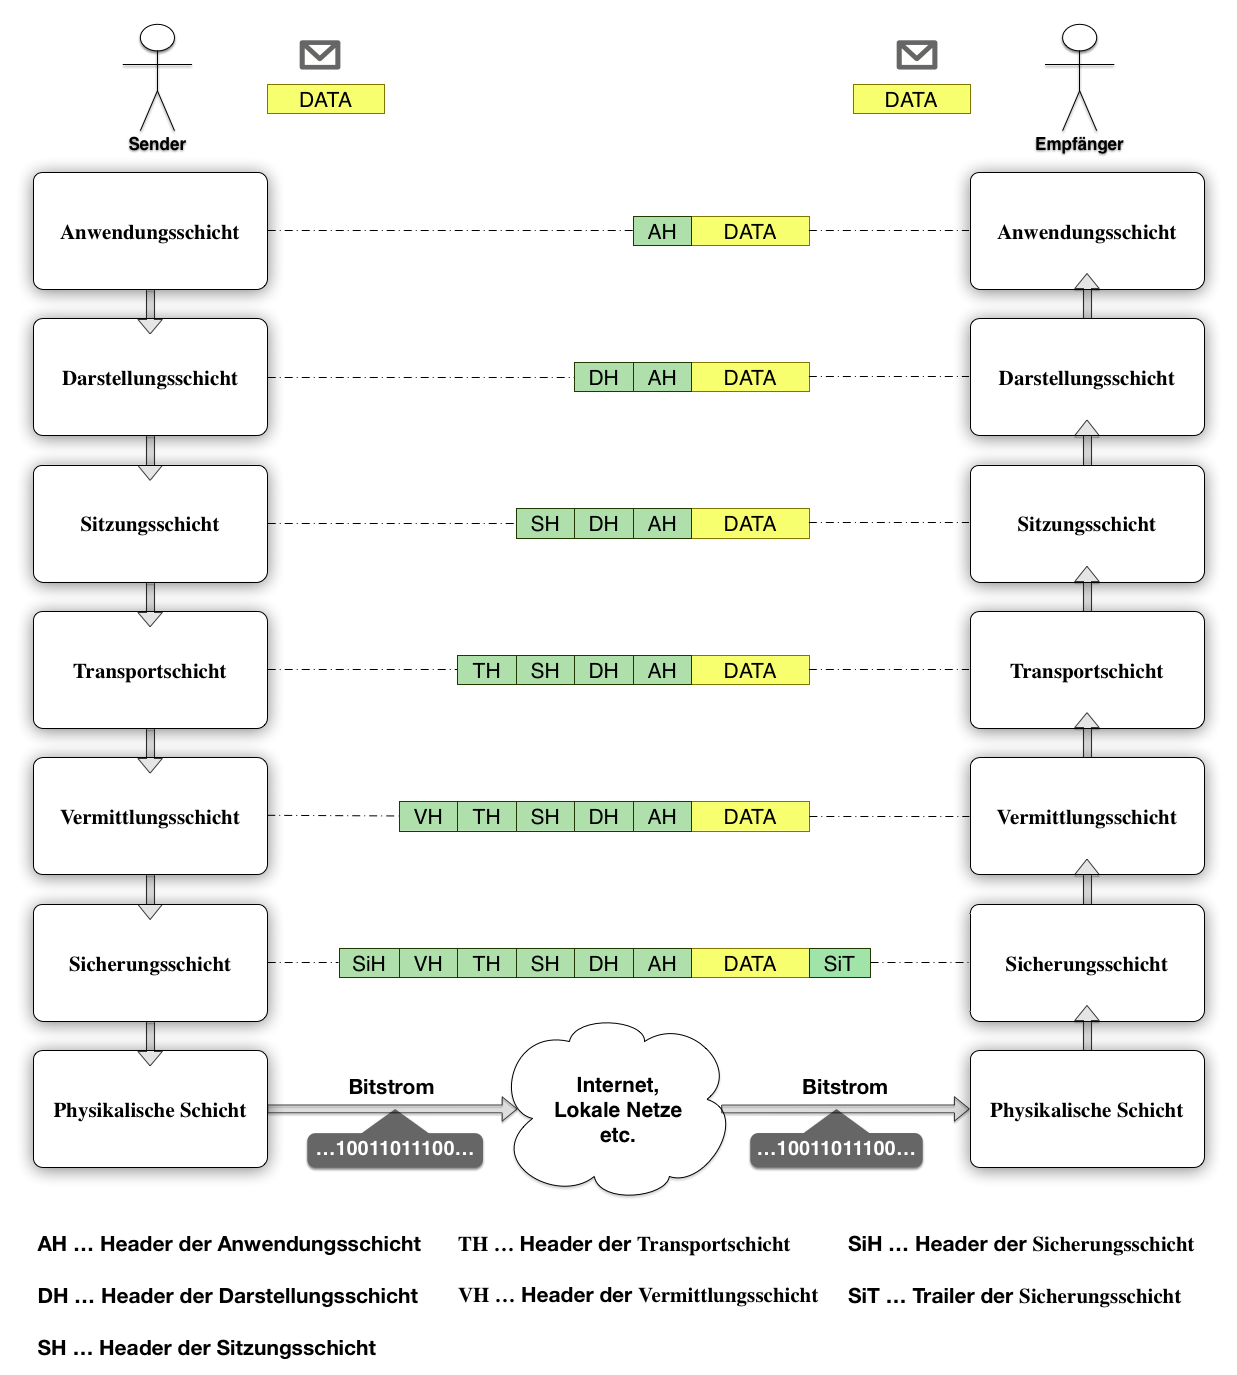 DATA
DATA
Sender
Empfänger
Anwendungsschicht
AH DATA
Anwendungsschicht
Darstellungsschicht
DH AH DATA
Darstellungsschicht
Sitzungsschicht
SH DH AH DATA
Sitzungsschicht
Transportschicht
TH SH DH AH DATA
Transportschicht
Vermittlungsschicht
VH TH SH DH AH DATA
Vermittlungsschicht
Sicherungsschicht
SiH VH TH SH DH AH DATA SiT
Sicherungsschicht
Physikalische Schicht
Bitstrom
…10011011100…
Internet,
Lokale Netze
etc.
Bitstrom
…10011011100…
Physikalische Schicht
AH … Header der Anwendungsschicht
DH … Header der Darstellungsschicht
SH … Header der Sitzungsschicht
TH … Header der Transportschicht
VH … Header der Vermittlungsschicht
SiH … Header der Sicherungsschicht
SiT … Trailer der Sicherungsschicht